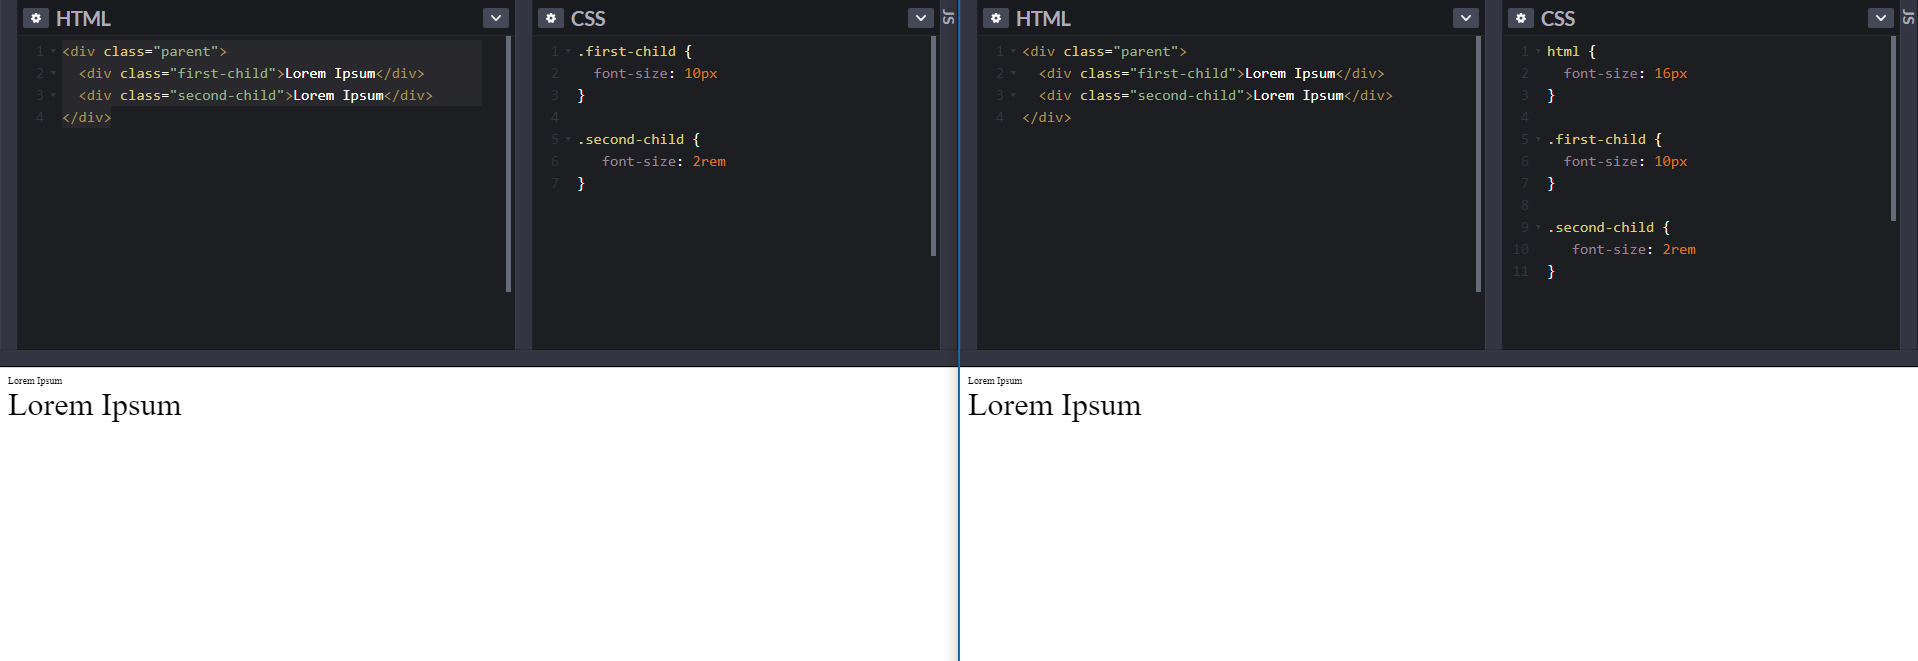 HTML
1 <div class="parent">
2 <div class="first-child">Lorem Ipsum</div>
3 <div class="second-child">Lorem Ipsum</div>
4 </div>
CSS
1 .first-child {
2 font-size: 10px
3 }
4
5 .second-child {
6 font-size: 2rem
7 }
JS
Lorem Ipsum
Lorem Ipsum
HTML
1 <div class="parent">
2 <div class="first-child">Lorem Ipsum</div>
3 <div class="second-child">Lorem Ipsum</div>
4 </div>
CSS
1 html {
2 font-size: 16px
3 }
4
5 .first-child {
6 font-size: 10px
7 }
8
9 .second-child {
10 font-size: 2rem
11 }
JS
Lorem Ipsum
Lorem Ipsum